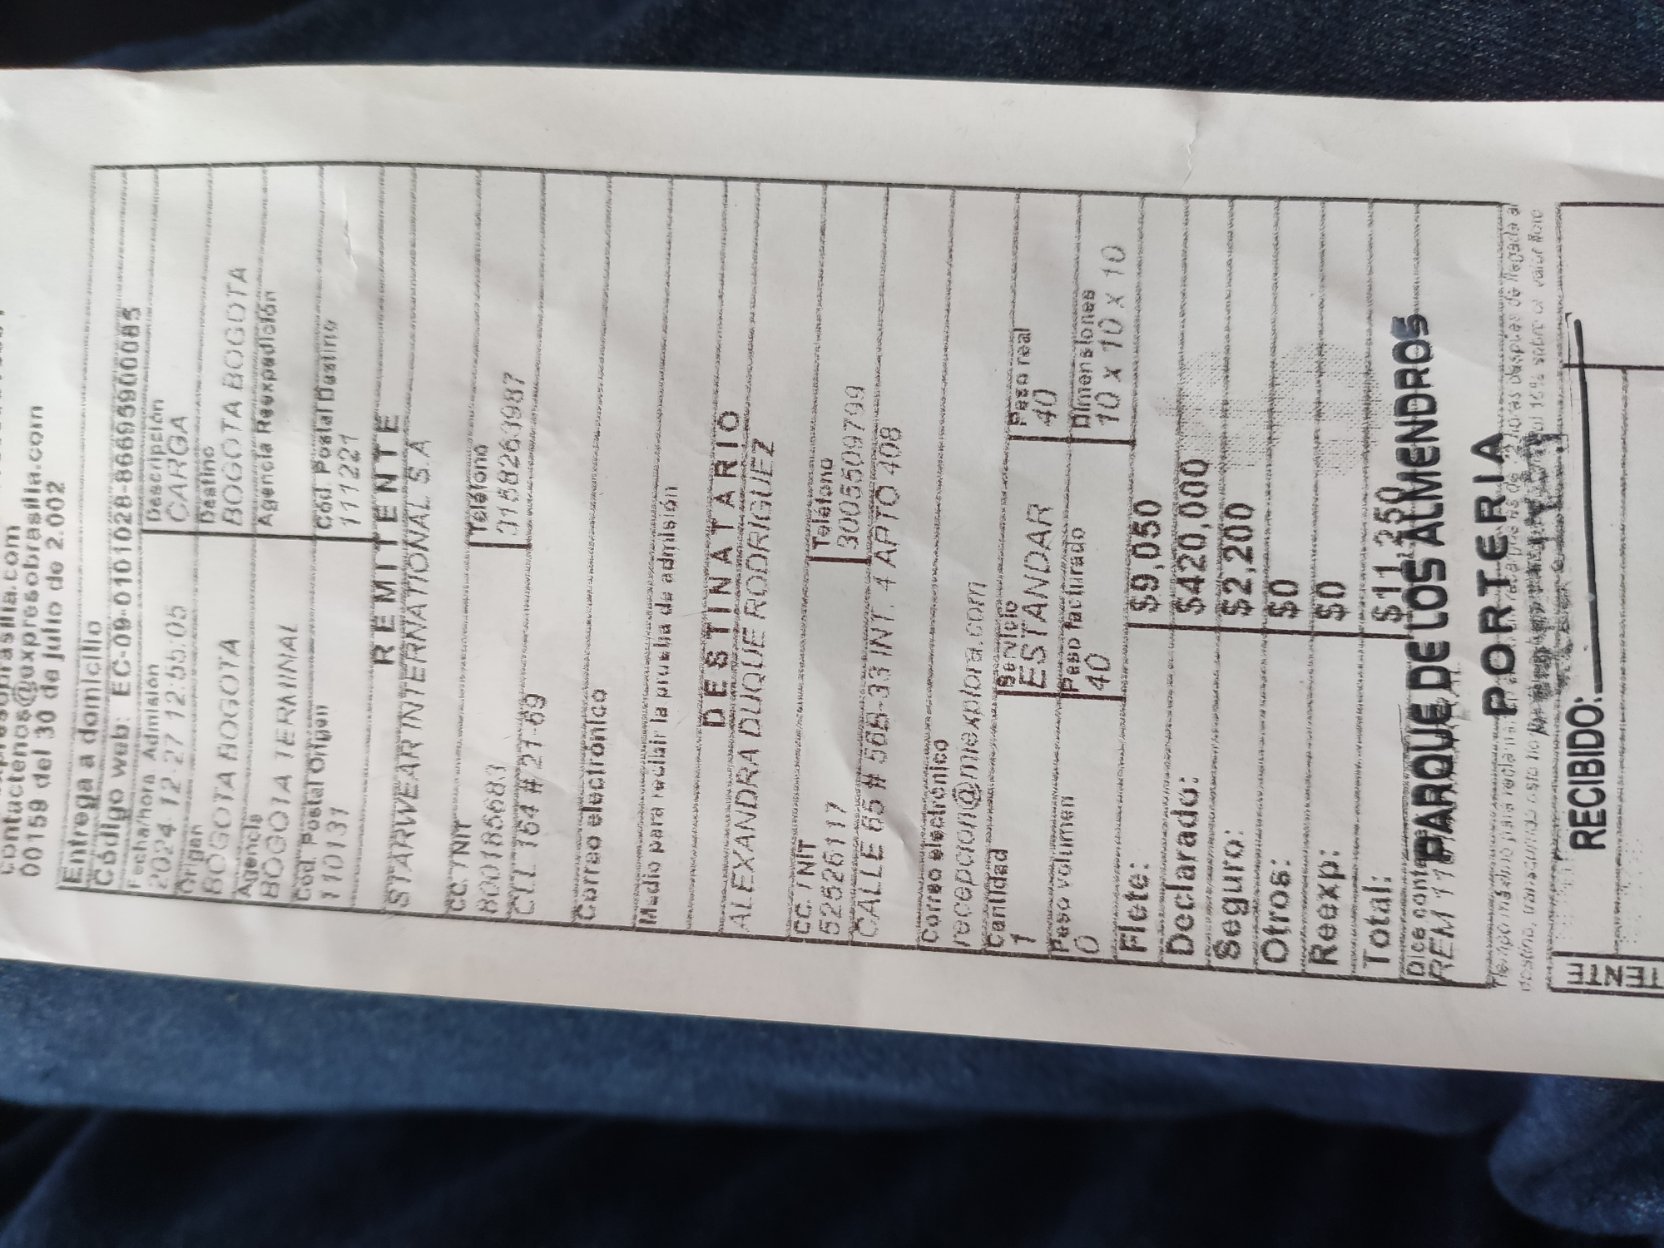 contactenos@expresobrasilia.com
00159 del 30 de julio de 2.002
Entrega a domicilio
Código web: EC-09-0101028-8669590008
Fecha/hora Admision Descripción
2024-12-27 12:55:05 CARGA
Origen Destino
BOGOTA BOGOTA BOGOTA BOGOTA
Agencia Agencia Reexpedición
BOGOTA TERMINAL
Cód. Postal Origen Cód. Postal Destino
110131 111221
REMITENTE
STARWEAR INTERNATIONAL S.A
CC. / NIT Teléfono
800186683 3158263987
CLL 164 # 21-69
Correo electrónico
Medio para recibir la prueba de admisión
DESTINATARIO
ALEXANDRA DUQUE RODRIGUEZ
CC. / NIT Teléfono
52526117 3005509799
CALLE 65 # 56B-33 INT. 4 APTO 408
Correo electrónico
recepcion@miexplora.com
Cantidad Servicio Peso real
1 ESTANDAR 40
Peso volumen Peso facturado Dimensiones
0 40 10 x 10 x 10
Flete: $9,050
Declarado: $420,000
Seguro: $2,200
Otros: $0
Reexp: $0
Total: $11,250
Dice
PARQUE DE LOS ALMENDROS
REM
PORTERIA
RECIBIDO: